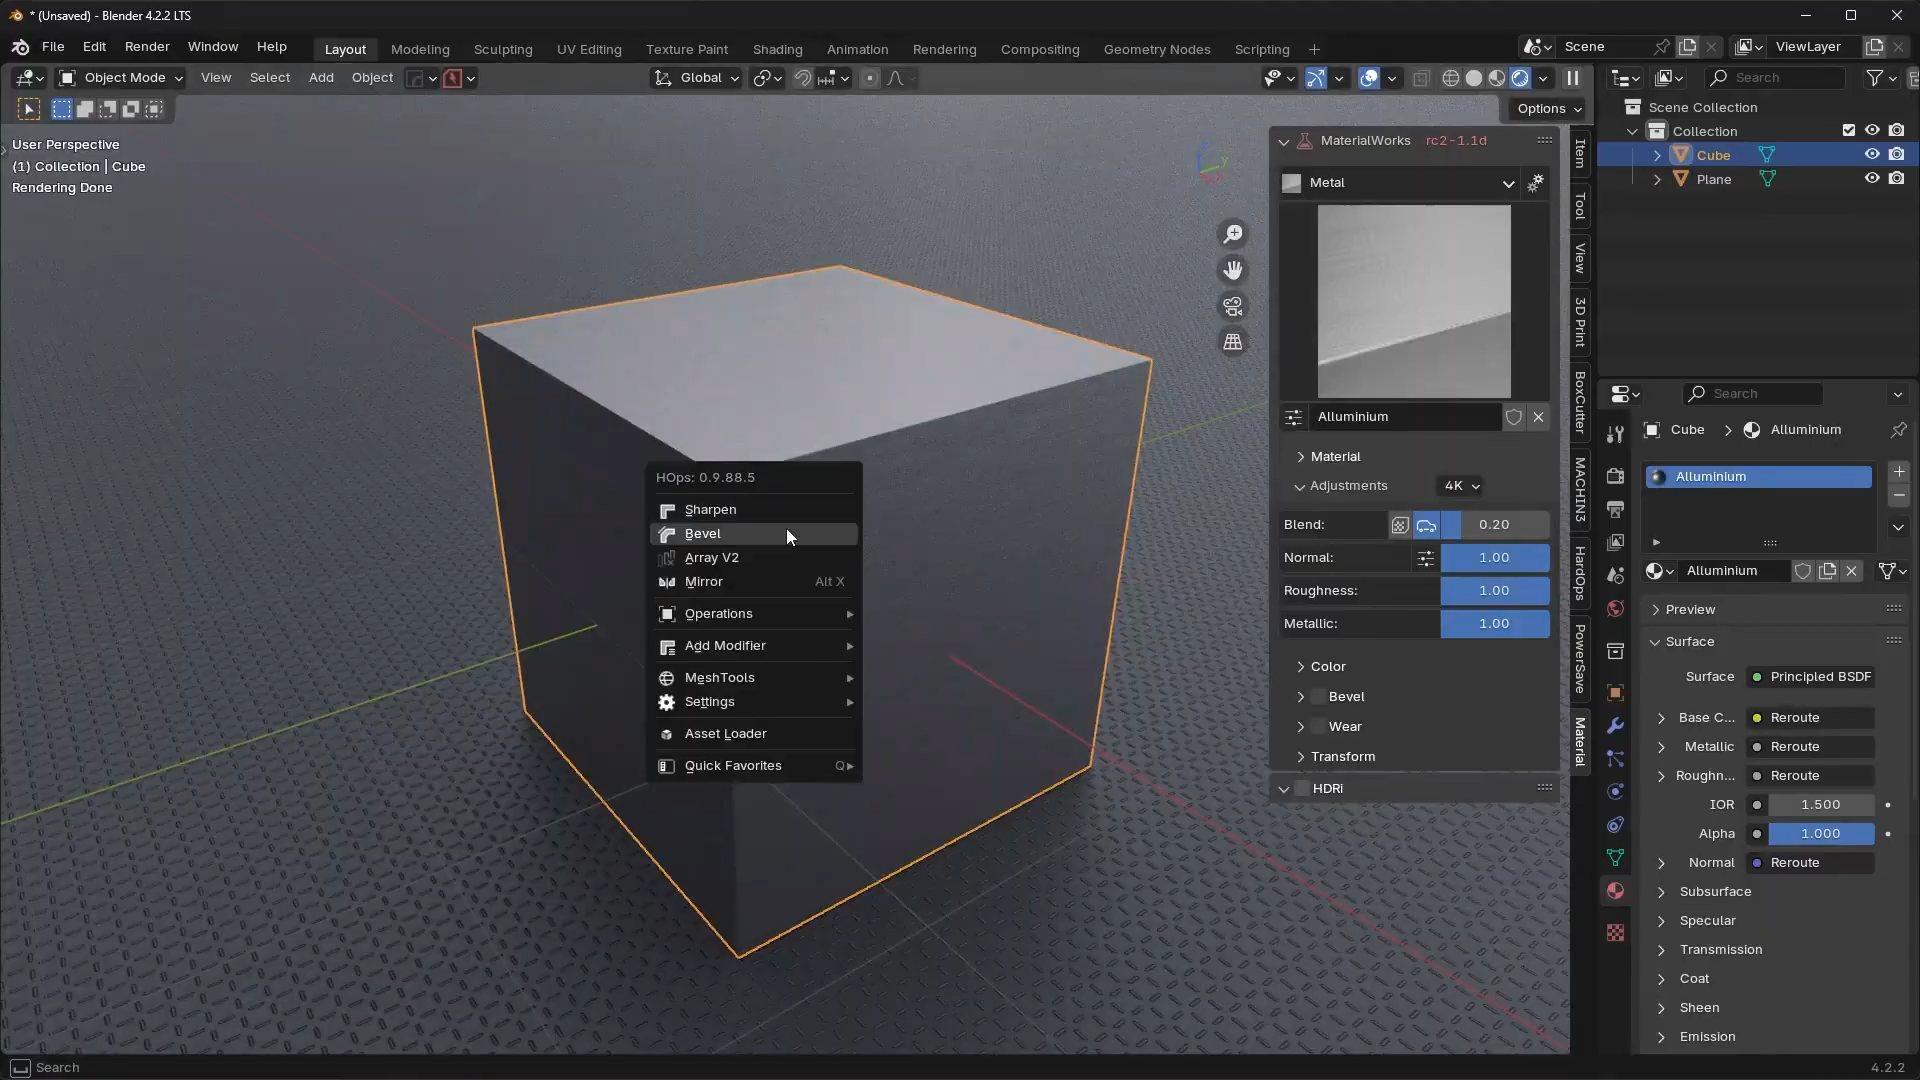 * (Unsaved) - Blender 4.2.2 LTS
File Edit Render Window Help
Layout Modeling Sculpting UV Editing Texture Paint Shading Animation Rendering Compositing Geometry Nodes Scripting +
Scene
ViewLayer
Object Mode View Select Add Object
Global
Search
Options
User Perspective
(1) Collection | Cube
Rendering Done
HOps: 0.9.88.5
Sharpen
Bevel
Array V2
Mirror Alt X
Operations
Add Modifier
MeshTools
Settings
Asset Loader
Quick Favorites Q
MaterialWorks rc2-1.1d
Metal
Alluminium
Material
Adjustments 4K
Blend: 0.20
Normal: 1.00
Roughness: 1.00
Metallic: 1.00
Color
Bevel
Wear
Transform
HDRi
Item
Tool
View
3D Print
BoxCutter
MACHIN3
HardOps
PowerSave
Material
Scene Collection
Collection
Cube
Plane
Search
Cube > Alluminium
Alluminium
Alluminium
Preview
Surface
Surface Principled BSDF
Base C... Reroute
Metallic Reroute
Roughn... Reroute
IOR 1.500
Alpha 1.000
Normal Reroute
Subsurface
Specular
Transmission
Coat
Sheen
Emission
Search
4.2.2